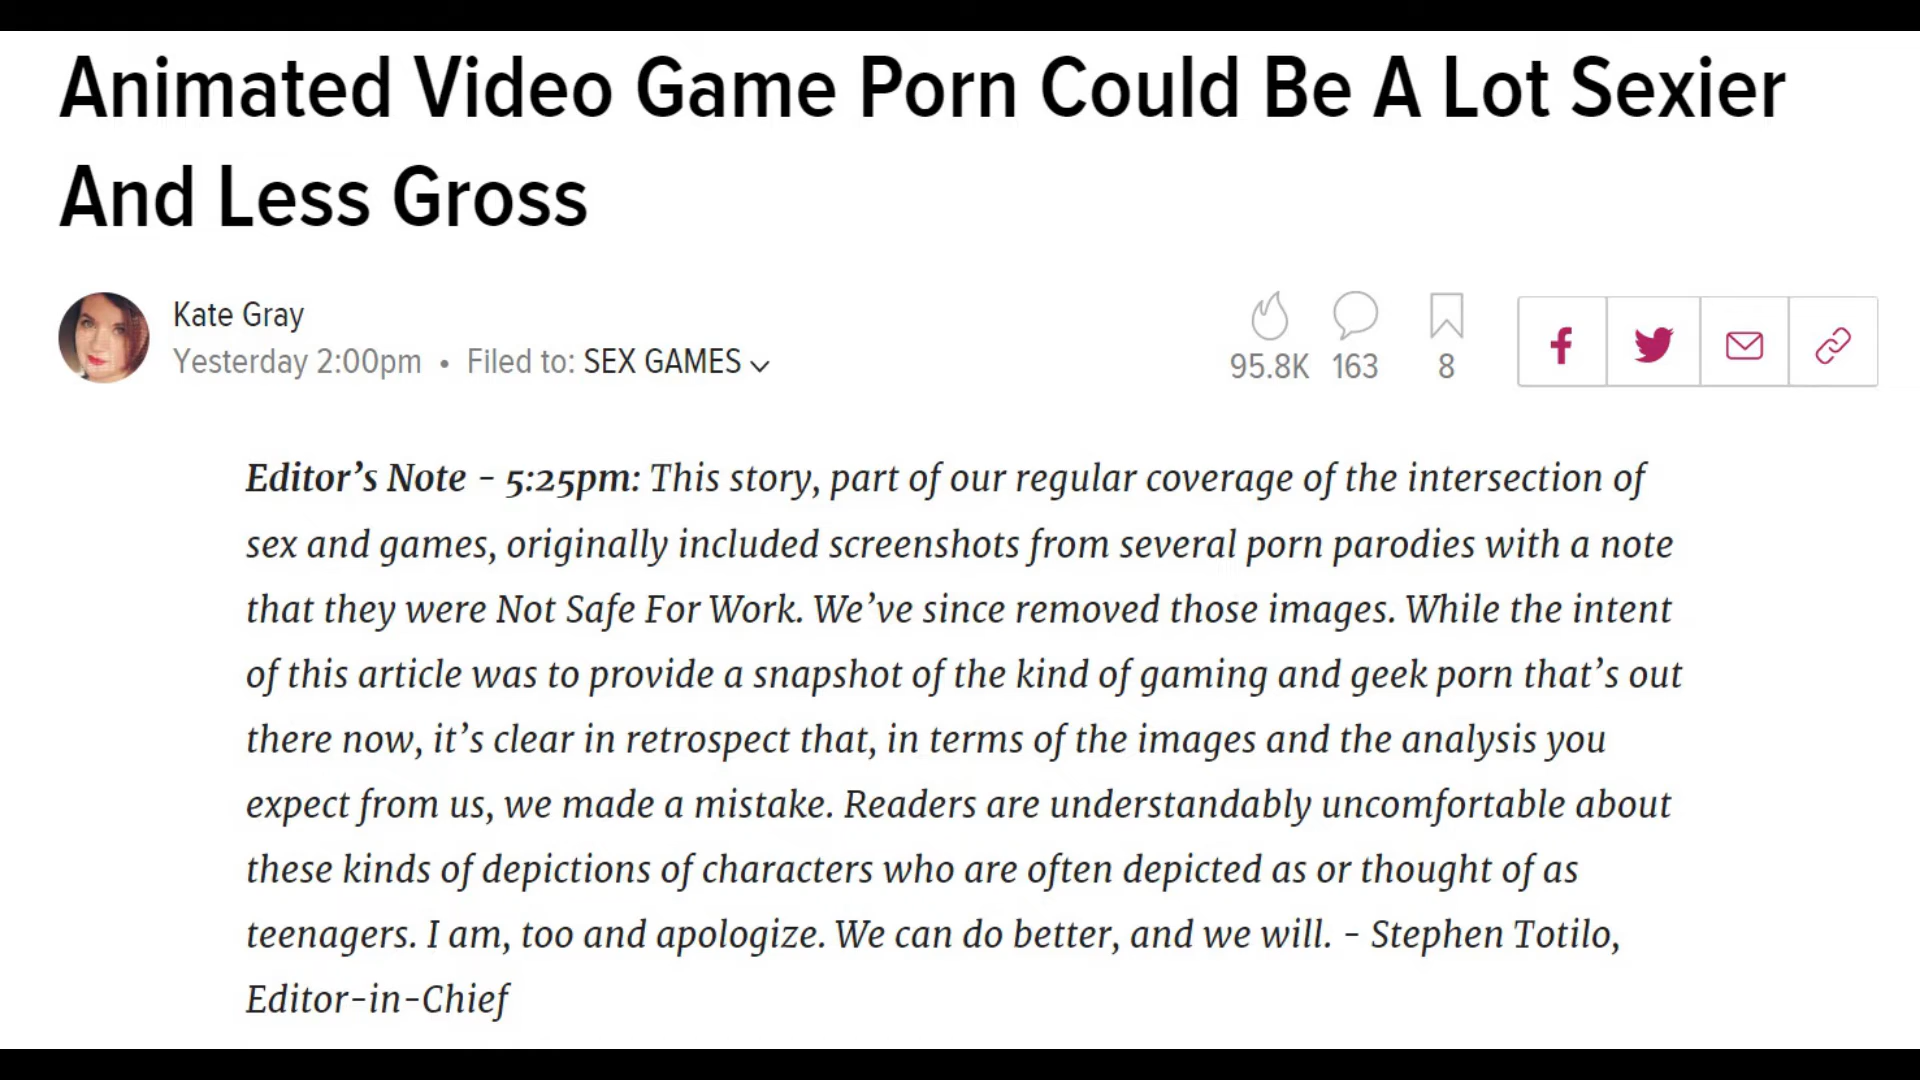 Animated Video Game Porn Could Be A Lot Sexier
And Less Gross
Kate Gray
Yesterday 2:00pm • Filed to: SEX GAMES
95.8K 163 8
Editor's Note - 5:25pm: This story, part of our regular coverage of the intersection of
sex and games, originally included screenshots from several porn parodies with a note
that they were Not Safe For Work. We've since removed those images. While the intent
of this article was to provide a snapshot of the kind of gaming and geek porn that's out
there now, it's clear in retrospect that, in terms of the images and the analysis you
expect from us, we made a mistake. Readers are understandably uncomfortable about
these kinds of depictions of characters who are often depicted as or thought of as
teenagers. I am, too and apologize. We can do better, and we will. - Stephen Totilo,
Editor-in-Chief